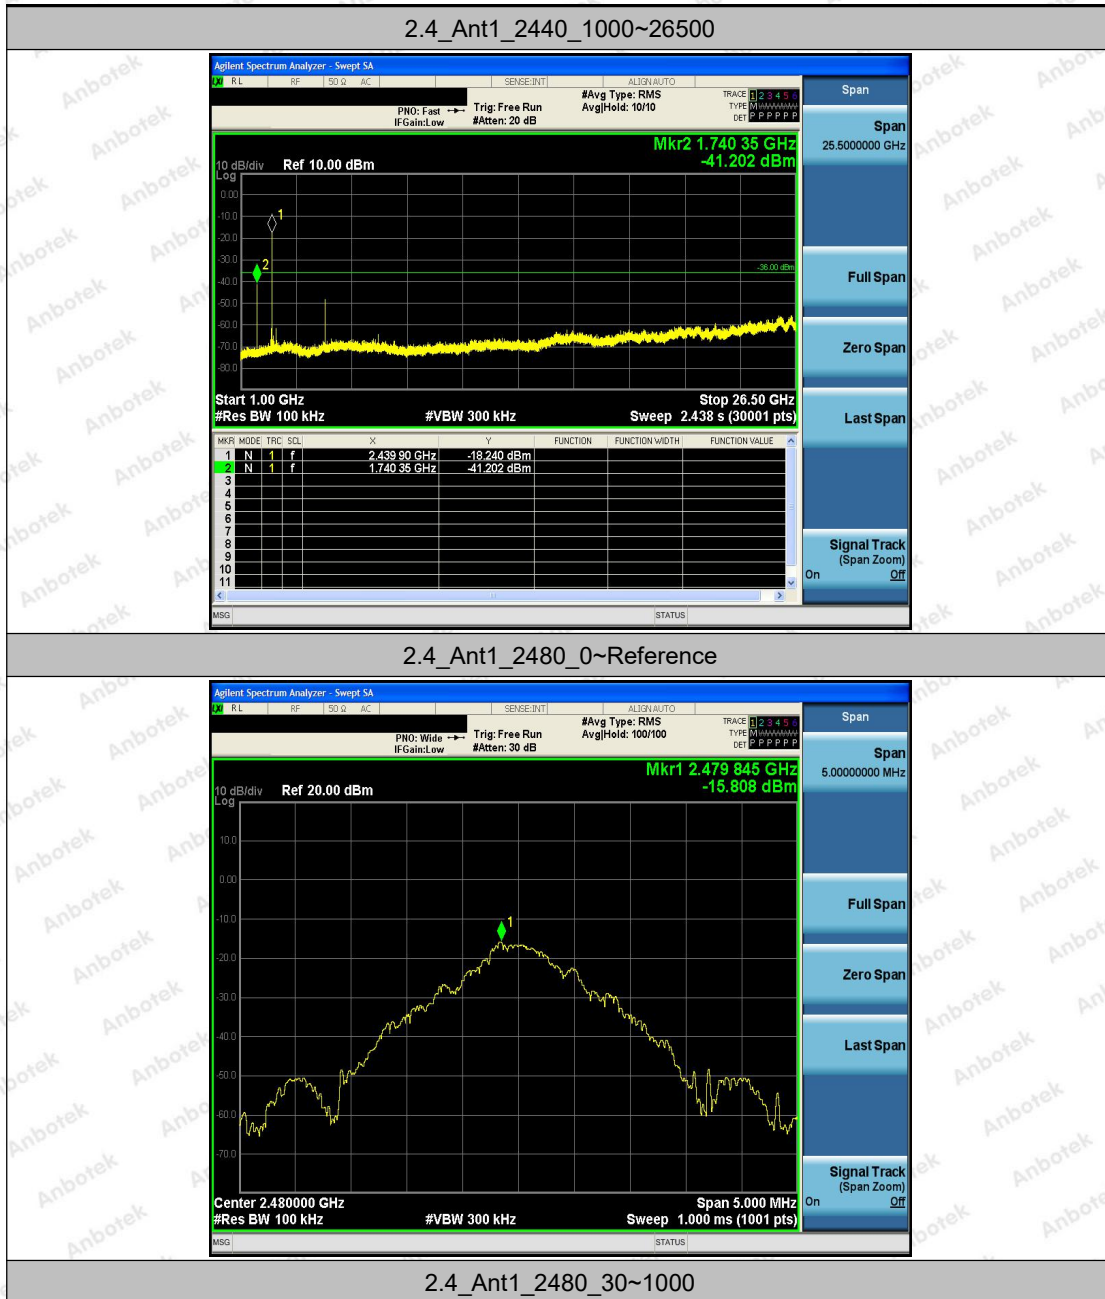 2.4_Ant1_2440_1000~26500
Agilent Spectrum Analyzer - Swept SA
RL RF 50 Ω AC SENSE:INT ALIGN AUTO
PNO: Fast Trig: Free Run #Avg Type: RMS TRACE 1 2 3 4 5 6
IFGain:Low #Atten: 20 dB Avg|Hold: 10/10 TYPE M
DET P P P P P P
Mkr2 1.740 35 GHz
-41.202 dBm
10 dB/div Ref 10.00 dBm
Log
0.00
-10.0
-20.0
-30.0
-40.0
-50.0
-60.0
-70.0
-80.0
1
2
-36.00 dBm
Start 1.00 GHz Stop 26.50 GHz
#Res BW 100 kHz #VBW 300 kHz Sweep 2.438 s (30001 pts)
MKR MODE TRC SCL X Y FUNCTION FUNCTION WIDTH FUNCTION VALUE
1 N 1 f 2.439 90 GHz -18.240 dBm
2 N 1 f 1.740 35 GHz -41.202 dBm
3
4
5
6
7
8
9
10
11
MSG STATUS
Span
Span
25.5000000 GHz
Full Span
Zero Span
Last Span
Signal Track
(Span Zoom)
On Off
2.4_Ant1_2480_0~Reference
Agilent Spectrum Analyzer - Swept SA
RL RF 50 Ω AC SENSE:INT ALIGN AUTO
PNO: Wide Trig: Free Run #Avg Type: RMS TRACE 1 2 3 4 5 6
IFGain:Low #Atten: 30 dB Avg|Hold: 100/100 TYPE M
DET P P P P P P
Mkr1 2.479 845 GHz
-15.808 dBm
10 dB/div Ref 20.00 dBm
Log
10.0
0.00
-10.0
-20.0
-30.0
-40.0
-50.0
-60.0
-70.0
1
Center 2.480000 GHz Span 5.000 MHz
#Res BW 100 kHz #VBW 300 kHz Sweep 1.000 ms (1001 pts)
MSG STATUS
Span
Span
5.00000000 MHz
Full Span
Zero Span
Last Span
Signal Track
(Span Zoom)
On Off
2.4_Ant1_2480_30~1000